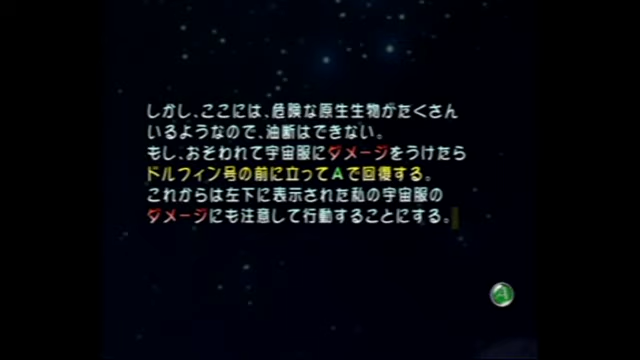 しかし、ここには、危険な原生生物がたくさん
いるようなので、油断はできない。
もし、おそわれて宇宙服にダメージをうけたら
ドルフィン号の前に立ってAで回復する。
これからは左下に表示された私の宇宙服の
ダメージにも注意して行動することにする。
A